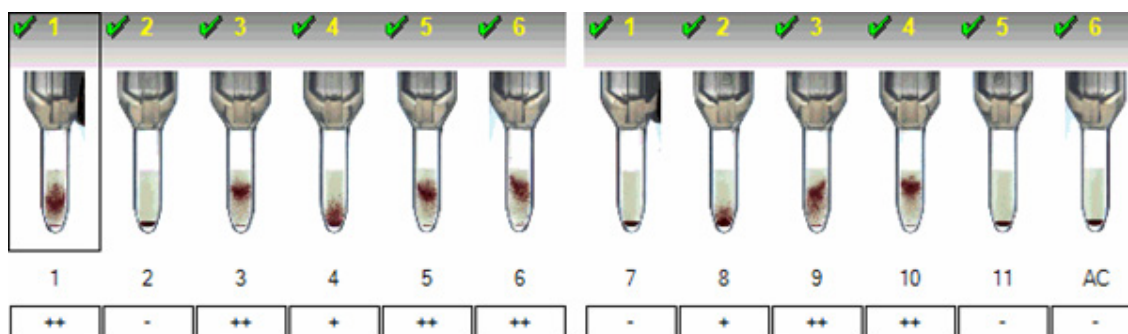 1 2 3 4 5 6 1 2 3 4 5 6
1 2 3 4 5 6 7 8 9 10 11 AC
++ - ++ + ++ ++ - + ++ ++ - -